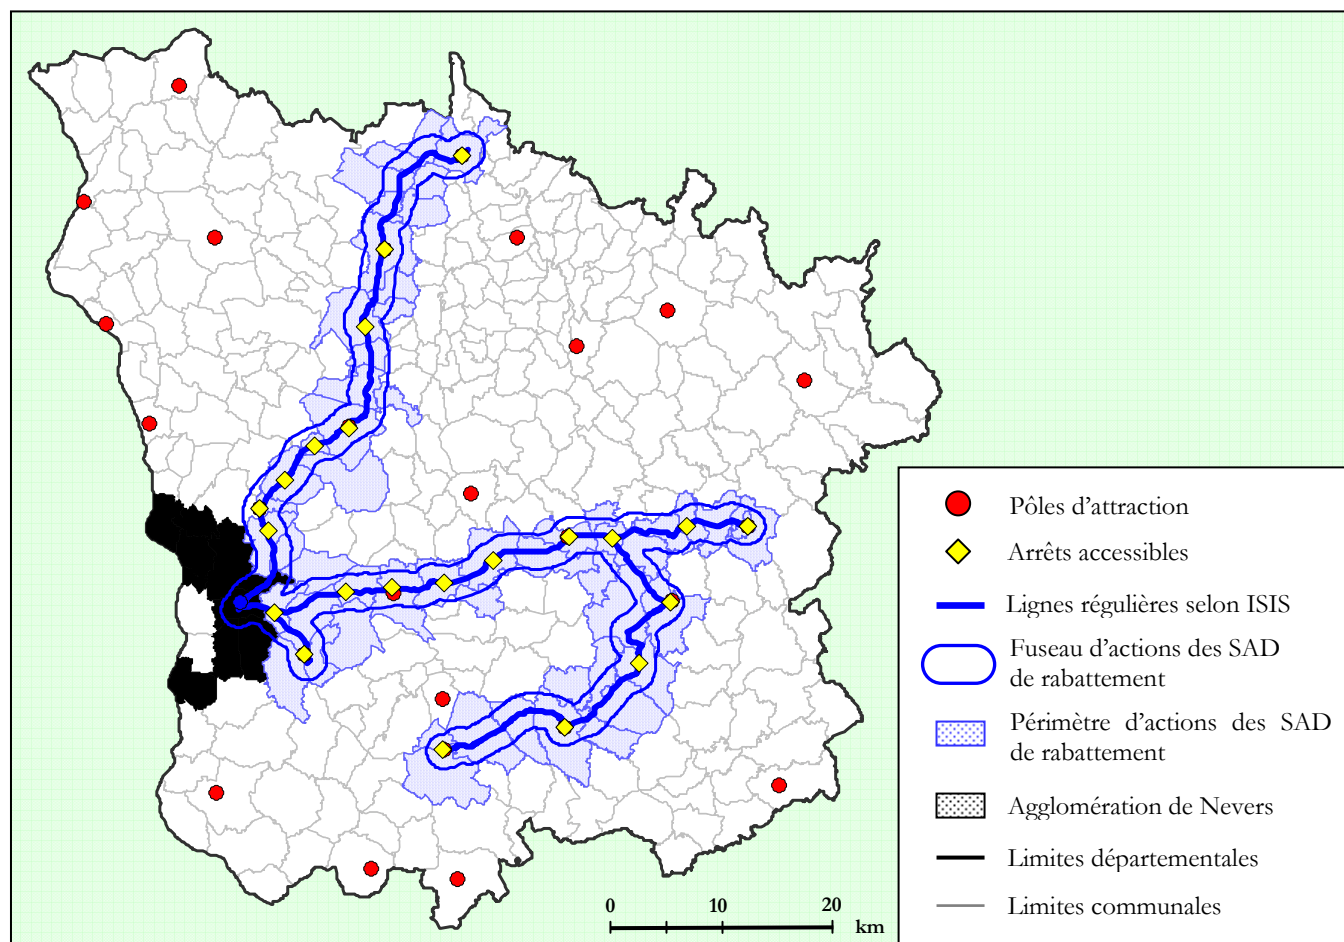 Pôles d'attraction
Arrêts accessibles
Lignes régulières selon ISIS
Fuseau d'actions des SAD
de rabattement
Périmètre d'actions des SAD
de rabattement
Agglomération de Nevers
Limites départementales
Limites communales
0 10 20
km